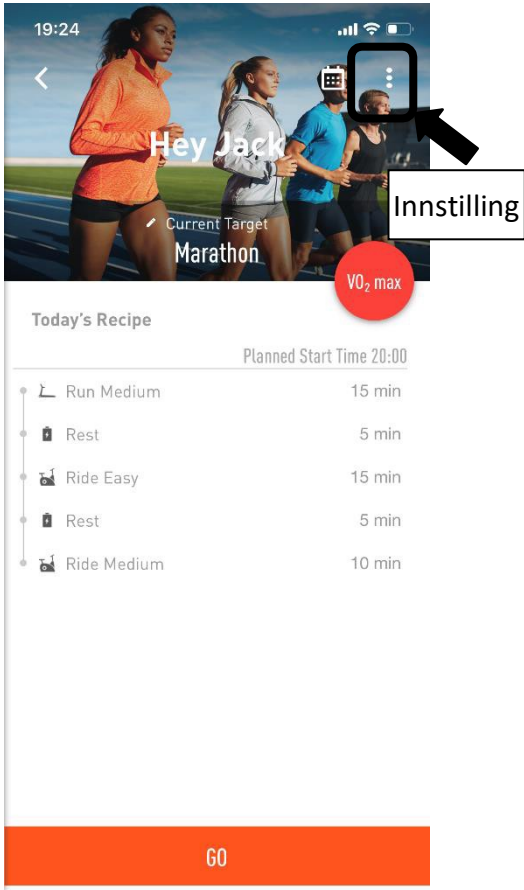 19:24
Hey Jack
Innstilling
Current Target
Marathon
VO₂ max
Today's Recipe
Planned Start Time 20:00
Run Medium 15 min
Rest 5 min
Ride Easy 15 min
Rest 5 min
Ride Medium 10 min
GO